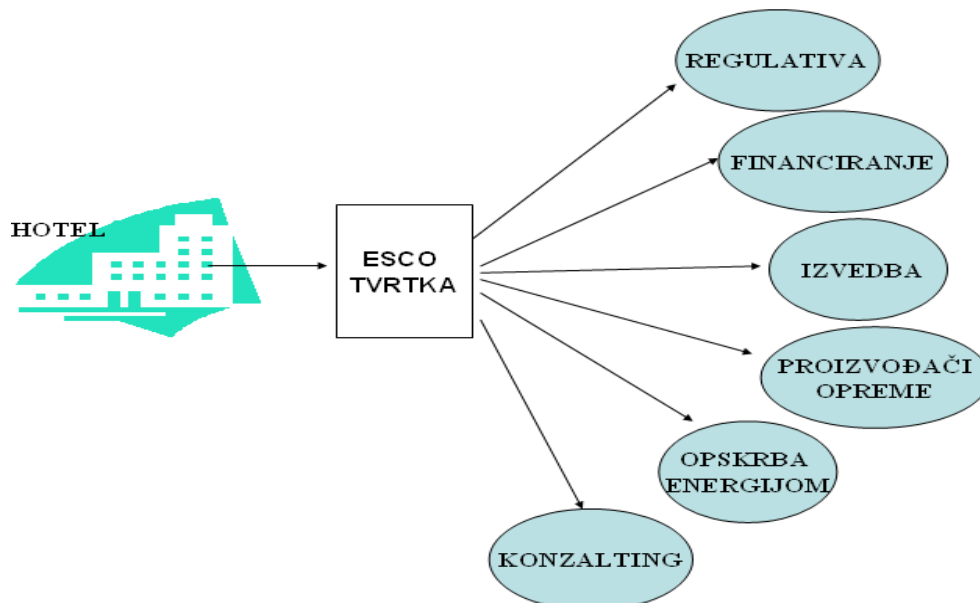 HOTEL
ESCO
TVRTKA
REGULATIVA
FINANCIRANJE
IZVEDBA
PROIZVOĐAČI
OPREME
OPSKRBA
ENERGIJOM
KONZALTING